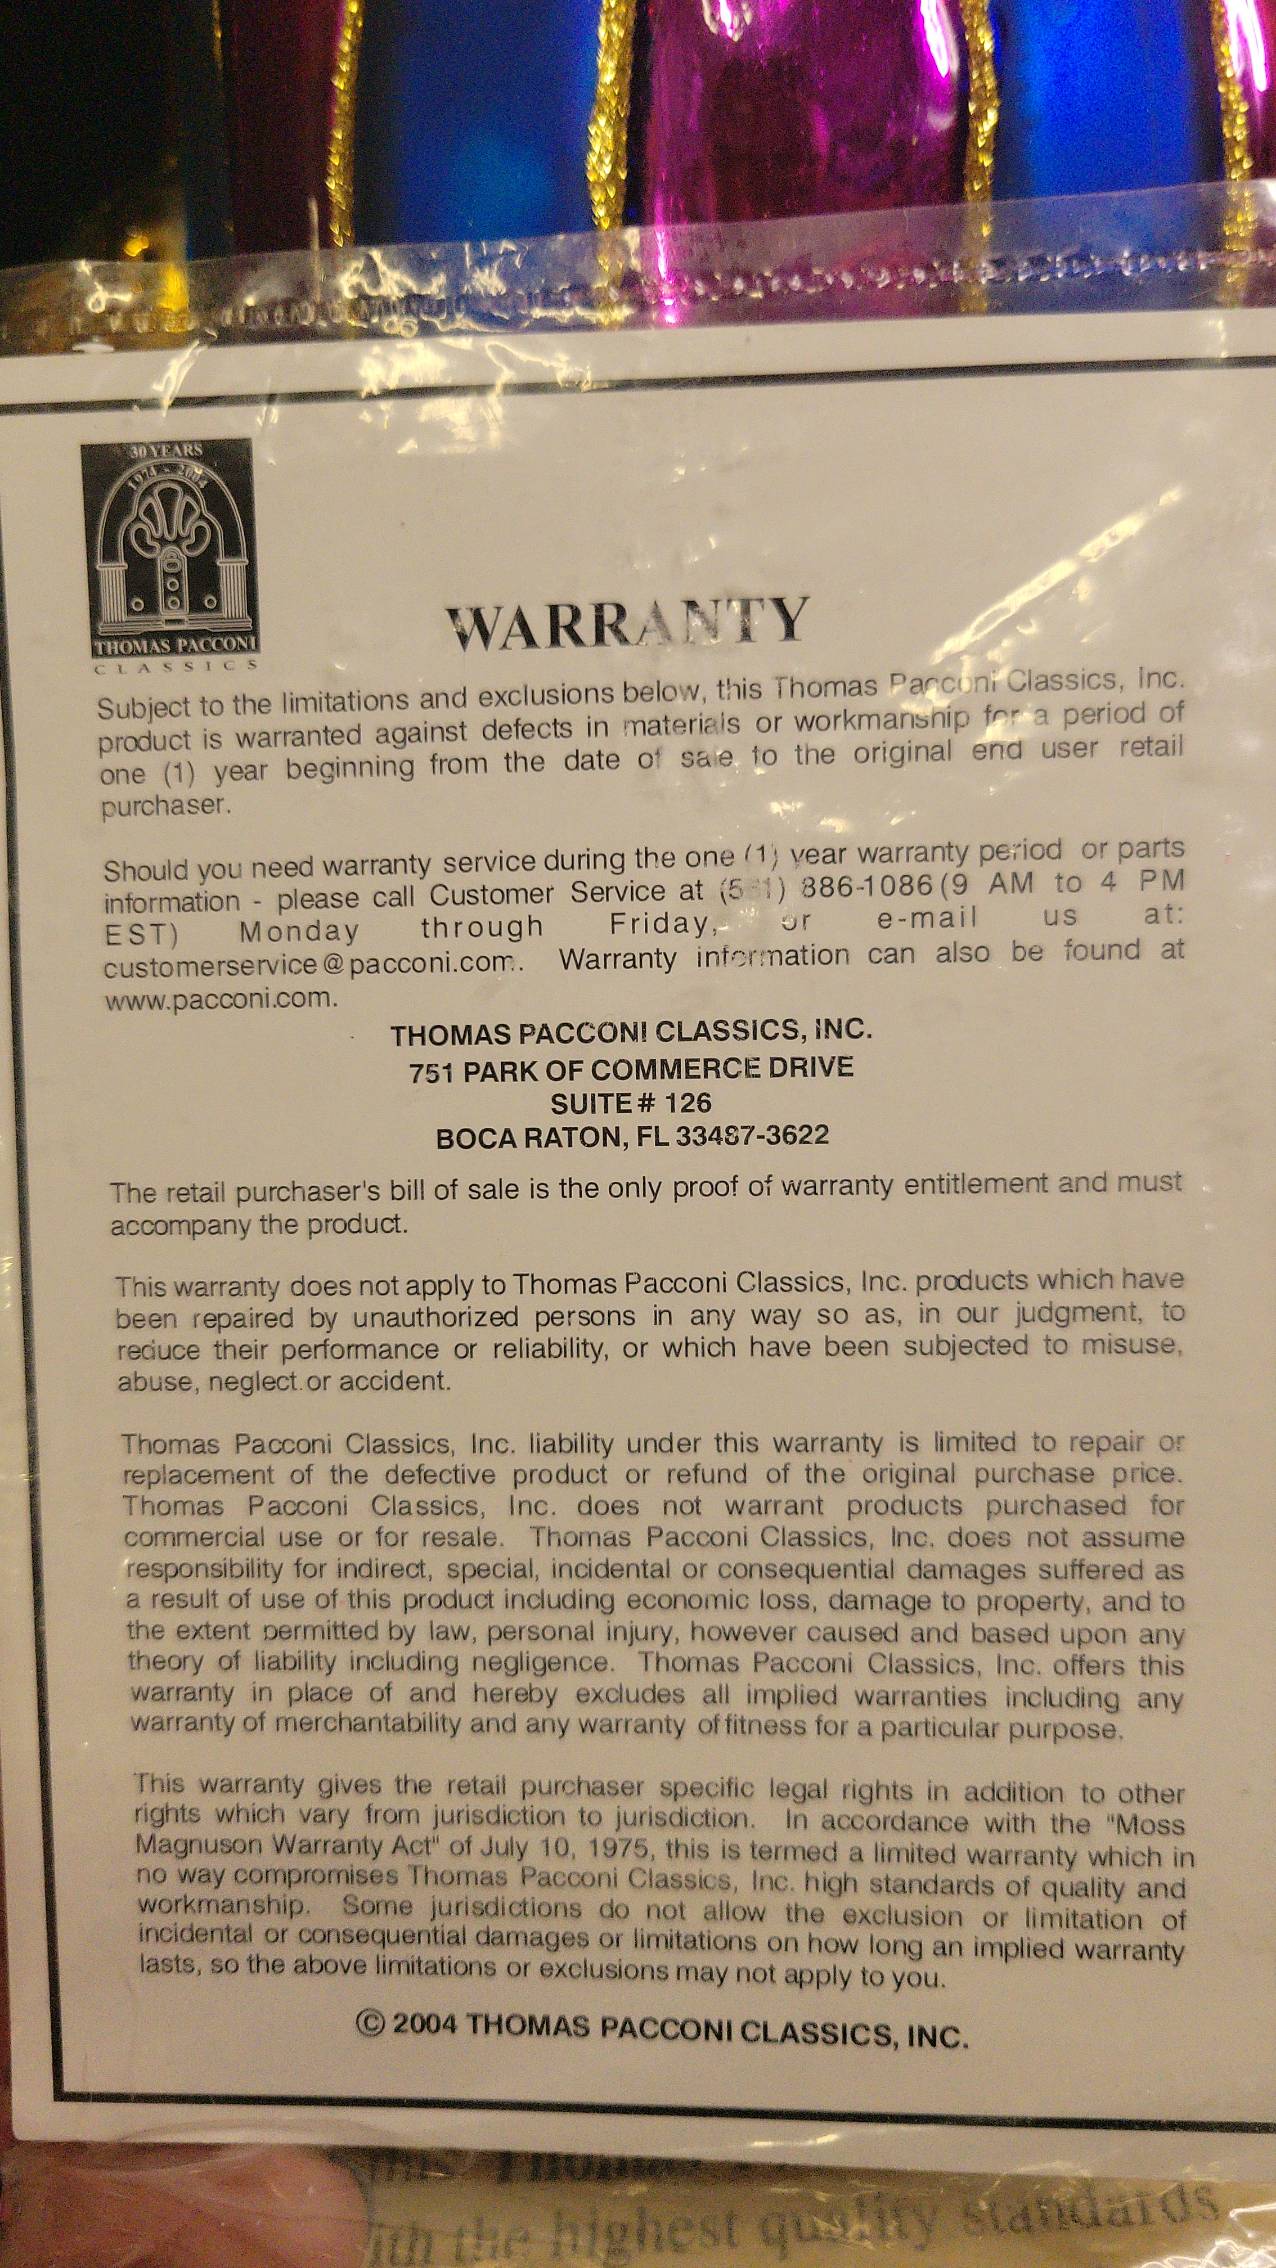 30 YEARS
1974 - 2004
THOMAS PACCONI
CLASSICS
WARRANTY
Subject to the limitations and exclusions below, this Thomas Pacconi Classics, Inc.
product is warranted against defects in materials or workmanship for a period of
one (1) year beginning from the date of sale to the original end user retail
purchaser.
Should you need warranty service during the one (1) year warranty period or parts
information - please call Customer Service at 886-1086 (9 AM to 4 PM
EST) Monday through Friday, or e-mail us at:
customerservice@pacconi.com. Warranty information can also be found at
www.pacconi.com.
THOMAS PACCONI CLASSICS, INC.
751 PARK OF COMMERCE DRIVE
SUITE# 126
BOCA RATON, FL 33487-3622
The retail purchaser's bill of sale is the only proof of warranty entitlement and must
accompany the product.
This warranty does not apply to Thomas Pacconi Classics, Inc. products which have
been repaired by unauthorized persons in any way so as, in our judgment, to
reduce their performance or reliability, or which have been subjected to misuse,
abuse, neglect or accident.
Thomas Pacconi Classics, Inc. liability under this warranty is limited to repair or
replacement of the defective product or refund of the original purchase price.
Thomas Pacconi Classics, Inc. does not warrant products purchased for
commercial use or for resale. Thomas Pacconi Classics, Inc. does not assume
responsibility for indirect, special, incidental or consequential damages suffered as
a result of use of this product including economic loss, damage to property, and to
the extent permitted by law, personal injury, however caused and based upon any
theory of liability including negligence. Thomas Pacconi Classics, Inc. offers this
warranty in place of and hereby excludes all implied warranties including any
warranty of merchantability and any warranty of fitness for a particular purpose.
This warranty gives the retail purchaser specific legal rights in addition to other
rights which vary from jurisdiction to jurisdiction. In accordance with the "Moss
Magnuson Warranty Act" of July 10, 1975, this is termed a limited warranty which in
no way compromises Thomas Pacconi Classics, Inc. high standards of quality and
workmanship. Some jurisdictions do not allow the exclusion or limitation of
incidental or consequential damages or limitations on how long an implied warranty
lasts, so the above limitations or exclusions may not apply to you.
© 2004 THOMAS PACCONI CLASSICS, INC.
the highest quality standards